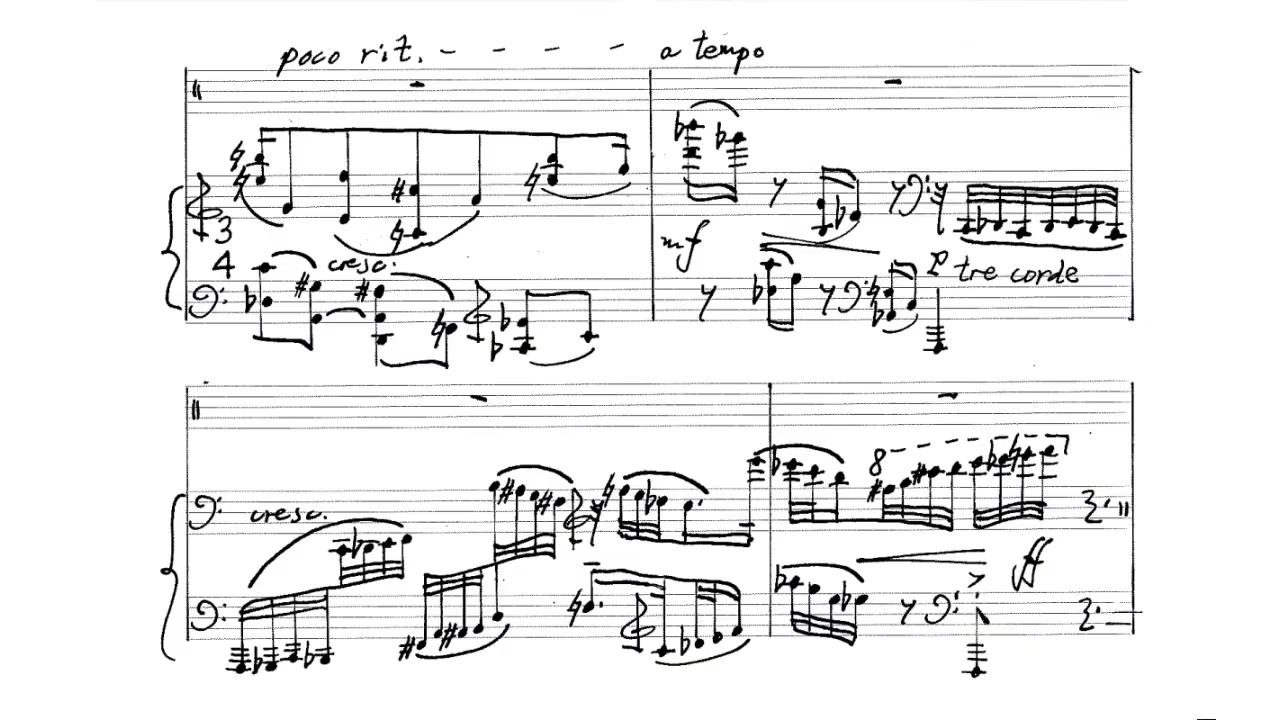 poco rit. - - - - a tempo
3
4
cresc.
mf
P tre corde
cresc.
8
ff